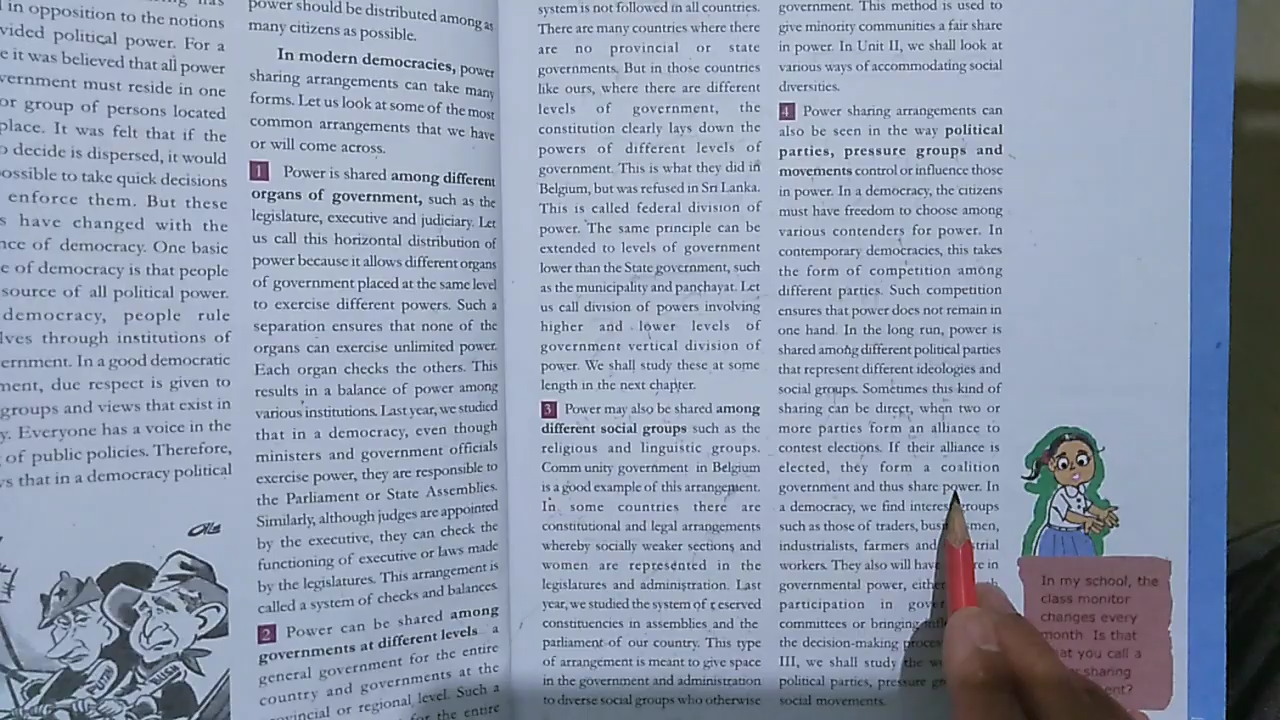 in opposition to the notions
vided political power. For a
e it was believed that all power
vernment must reside in one
or group of persons located
place. It was felt that if the
decide is dispersed, it would
ossible to take quick decisions
enforce them. But these
s have changed with the
nce of democracy. One basic
e of democracy is that people
source of all political power.
democracy, people rule
lves through institutions of
ernment. In a good democratic
ment, due respect is given to
groups and views that exist in
y. Everyone has a voice in the
of public policies. Therefore,
ws that in a democracy political
PUTIN
BUSH
power should be distributed among as
many citizens as possible.
In modern democracies, power
sharing arrangements can take many
forms. Let us look at some of the most
common arrangements that we have
or will come across.
1 Power is shared among different
organs of government, such as the
legislature, executive and judiciary. Let
us call this horizontal distribution of
power because it allows different organs
of government placed at the same level
to exercise different powers. Such a
separation ensures that none of the
organs can exercise unlimited power.
Each organ checks the others. This
results in a balance of power among
various institutions. Last year, we studied
that in a democracy, even though
ministers and government officials
exercise power, they are responsible to
the Parliament or State Assemblies.
Similarly, although judges are appointed
by the executive, they can check the
functioning of executive or laws made
by the legislatures. This arrangement is
called a system of checks and balances.
2 Power can be shared among
governments at different levels – a
general government for the entire
country and governments at the
provincial or regional level. Such a
for the entire
system is not followed in all countries.
There are many countries where there
are no provincial or state
governments. But in those countries
like ours, where there are different
levels of government, the
constitution clearly lays down the
powers of different levels of
government. This is what they did in
Belgium, but was refused in Sri Lanka.
This is called federal division of
power. The same principle can be
extended to levels of government
lower than the State government, such
as the municipality and panchayat. Let
us call division of powers involving
higher and lower levels of
government vertical division of
power. We shall study these at some
length in the next chapter.
3 Power may also be shared among
different social groups such as the
religious and linguistic groups.
Comm unity government in Belgium
is a good example of this arrangement.
In some countries there are
constitutional and legal arrangements
whereby socially weaker sections and
women are represented in the
legislatures and administration. Last
year, we studied the system of r eserved
constituencies in assemblies and the
parliament of our country. This type
of arrangement is meant to give space
in the government and administration
to diverse social groups who otherwise
government. This method is used to
give minority communities a fair share
in power. In Unit II, we shall look at
various ways of accommodating social
diversities.
4 Power sharing arrangements can
also be seen in the way political
parties, pressure groups and
movements control or influence those
in power. In a democracy, the citizens
must have freedom to choose among
various contenders for power. In
contemporary democracies, this takes
the form of competition among
different parties. Such competition
ensures that power does not remain in
one hand. In the long run, power is
shared among different political parties
that represent different ideologies and
social groups. Sometimes this kind of
sharing can be direct, when two or
more parties form an alliance to
contest elections. If their alliance is
elected, they form a coalition
government and thus share power. In
a democracy, we find interest groups
such as those of traders, businessmen,
industrialists, farmers and industrial
workers. They also will have in
governmental power, either
participation in
committees or bringing
the decision-making
III, we shall study the
political parties, pressure
social movements.
In my school, the
class monitor
changes every
month. Is that
what you call a
sharing